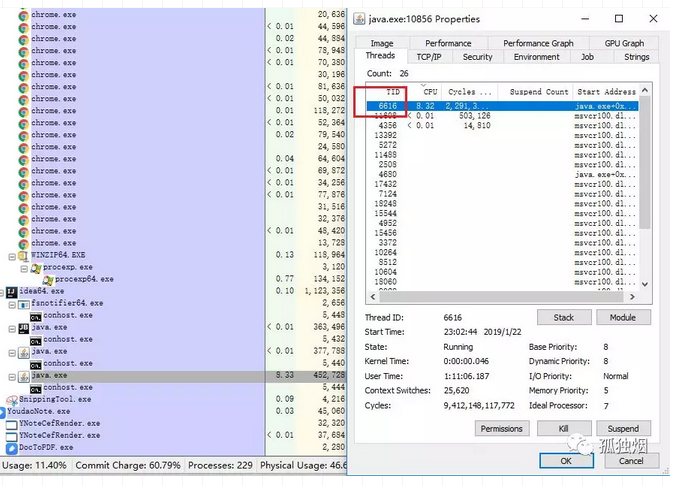 chrome.exe 20,636
chrome.exe < 0.01 44,596
chrome.exe 0.02 44,884
chrome.exe < 0.01 78,948
chrome.exe < 0.01 70,380
chrome.exe 30,196
chrome.exe < 0.01 81,636
chrome.exe < 0.01 50,032
chrome.exe < 0.01 118,272
chrome.exe < 0.01 52,364
chrome.exe 0.02 79,540
chrome.exe 24,580
chrome.exe 0.04 64,604
chrome.exe < 0.01 69,872
chrome.exe < 0.01 34,256
chrome.exe < 0.01 77,876
chrome.exe 31,516
chrome.exe 32,376
chrome.exe < 0.01 48,420
chrome.exe 13,728
WINZIP64.EXE 0.13 118,964
procexp.exe 3,120
procexp64.exe 0.77 134,152
idea64.exe 0.10 1,123,356
fsnotifier64.exe 2,656
conhost.exe 5,448
java.exe < 0.01 363,496
conhost.exe 5,432
java.exe < 0.01 377,788
conhost.exe 5,440
java.exe 8.33 452,728
conhost.exe 5,444
SnippingTool.exe 0.09 4,216
YoudaoNote.exe 0.03 45,060
YNoteCefRender.exe 32,320
YNoteCefRender.exe < 0.01 37,684
DocToPDF.exe 2,280
Usage: 11.40% Commit Charge: 60.79% Processes: 229 Physical Usage: 46.6
java.exe:10856 Properties
Image Performance Performance Graph GPU Graph
Threads TCP/IP Security Environment Job Strings
Count: 26
TID CPU Cycles ... Suspend Count Start Address
6616 8.32 2,291,3... java.exe+0x...
11608 < 0.01 503,126 msvcr100.dl...
4356 < 0.01 14,810 msvcr100.dl...
13392 msvcr100.dl...
5272 msvcr100.dl...
11488 msvcr100.dl...
2508 msvcr100.dl...
4680 java.exe+0x...
17432 msvcr100.dl...
7124 msvcr100.dl...
18248 msvcr100.dl...
15544 msvcr100.dl...
4952 msvcr100.dl...
15456 msvcr100.dl...
3372 msvcr100.dl...
10264 msvcr100.dl...
8512 msvcr100.dl...
10604 msvcr100.dl...
18060 msvcr100.dl...
Thread ID: 6616 Stack Module
Start Time: 23:02:44 2019/1/22
State: Running Base Priority: 8
Kernel Time: 0:00:00.046 Dynamic Priority: 8
User Time: 1:11:06.187 I/O Priority: Normal
Context Switches: 25,620 Memory Priority: 5
Cycles: 9,412,148,117,772 Ideal Processor: 7
Permissions Kill Suspend
孤独烟
OK Cancel